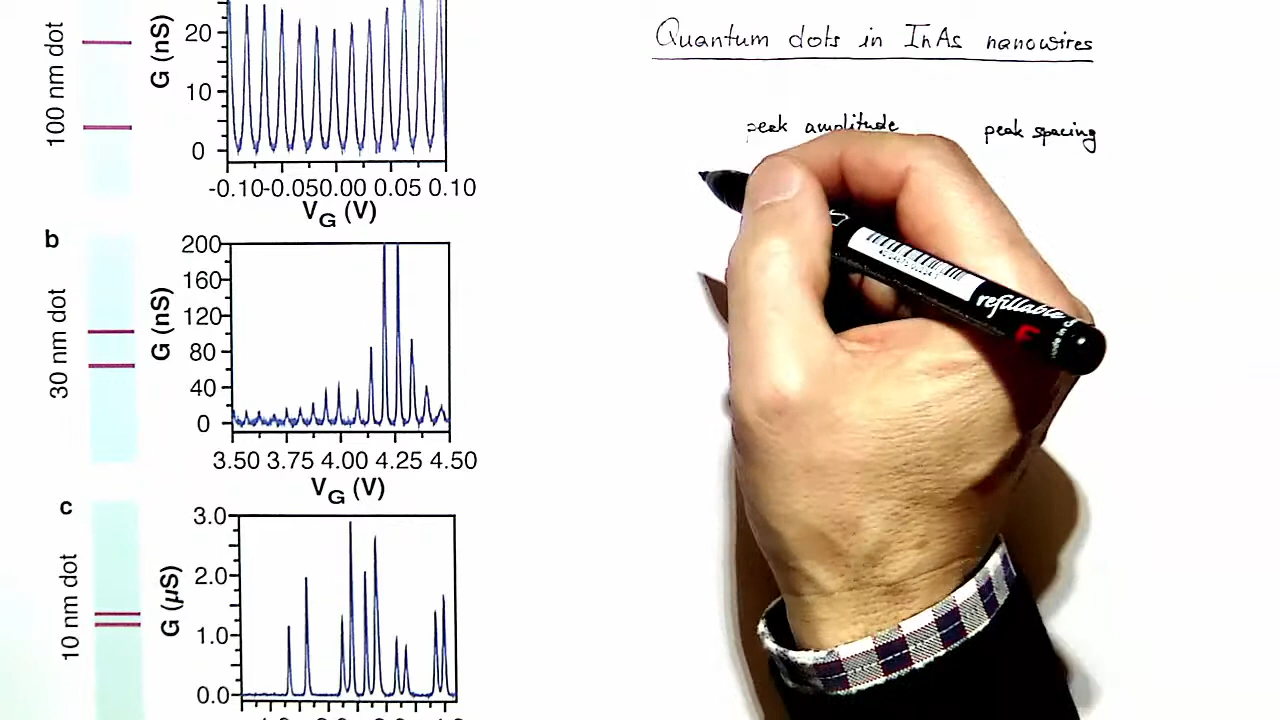 Quantum dots in InAs nanowires
peak amplitude peak spacing
refillable
F
100 nm dot
G (nS)
20
10
0
-0.10 -0.05 0.00 0.05 0.10
VG (V)
b
30 nm dot
G (nS)
200
160
120
80
40
0
3.50 3.75 4.00 4.25 4.50
VG (V)
c
10 nm dot
G (µS)
3.0
2.0
1.0
0.0